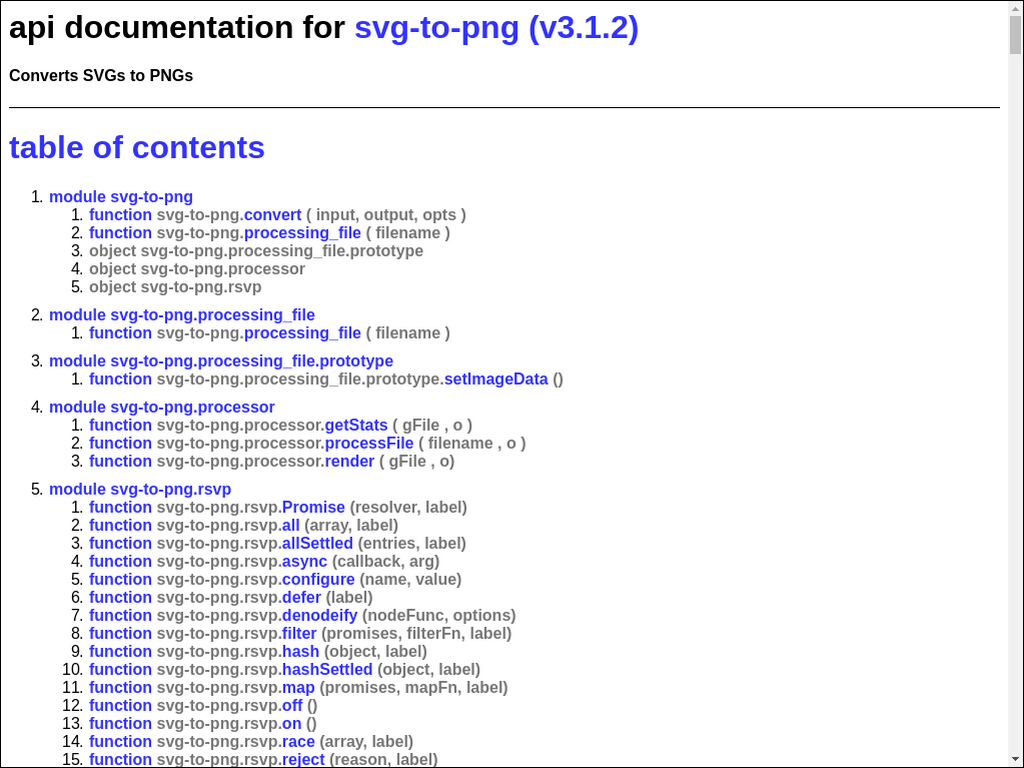 api documentation for svg-to-png (v3.1.2)
Converts SVGs to PNGs
table of contents
1. module svg-to-png
1. function svg-to-png.convert ( input, output, opts )
2. function svg-to-png.processing_file ( filename )
3. object svg-to-png.processing_file.prototype
4. object svg-to-png.processor
5. object svg-to-png.rsvp
2. module svg-to-png.processing_file
1. function svg-to-png.processing_file ( filename )
3. module svg-to-png.processing_file.prototype
1. function svg-to-png.processing_file.prototype.setImageData ()
4. module svg-to-png.processor
1. function svg-to-png.processor.getStats ( gFile , o )
2. function svg-to-png.processor.processFile ( filename , o )
3. function svg-to-png.processor.render ( gFile , o)
5. module svg-to-png.rsvp
1. function svg-to-png.rsvp.Promise (resolver, label)
2. function svg-to-png.rsvp.all (array, label)
3. function svg-to-png.rsvp.allSettled (entries, label)
4. function svg-to-png.rsvp.async (callback, arg)
5. function svg-to-png.rsvp.configure (name, value)
6. function svg-to-png.rsvp.defer (label)
7. function svg-to-png.rsvp.denodeify (nodeFunc, options)
8. function svg-to-png.rsvp.filter (promises, filterFn, label)
9. function svg-to-png.rsvp.hash (object, label)
10. function svg-to-png.rsvp.hashSettled (object, label)
11. function svg-to-png.rsvp.map (promises, mapFn, label)
12. function svg-to-png.rsvp.off ()
13. function svg-to-png.rsvp.on ()
14. function svg-to-png.rsvp.race (array, label)
15. function svg-to-png.rsvp.reject (reason, label)